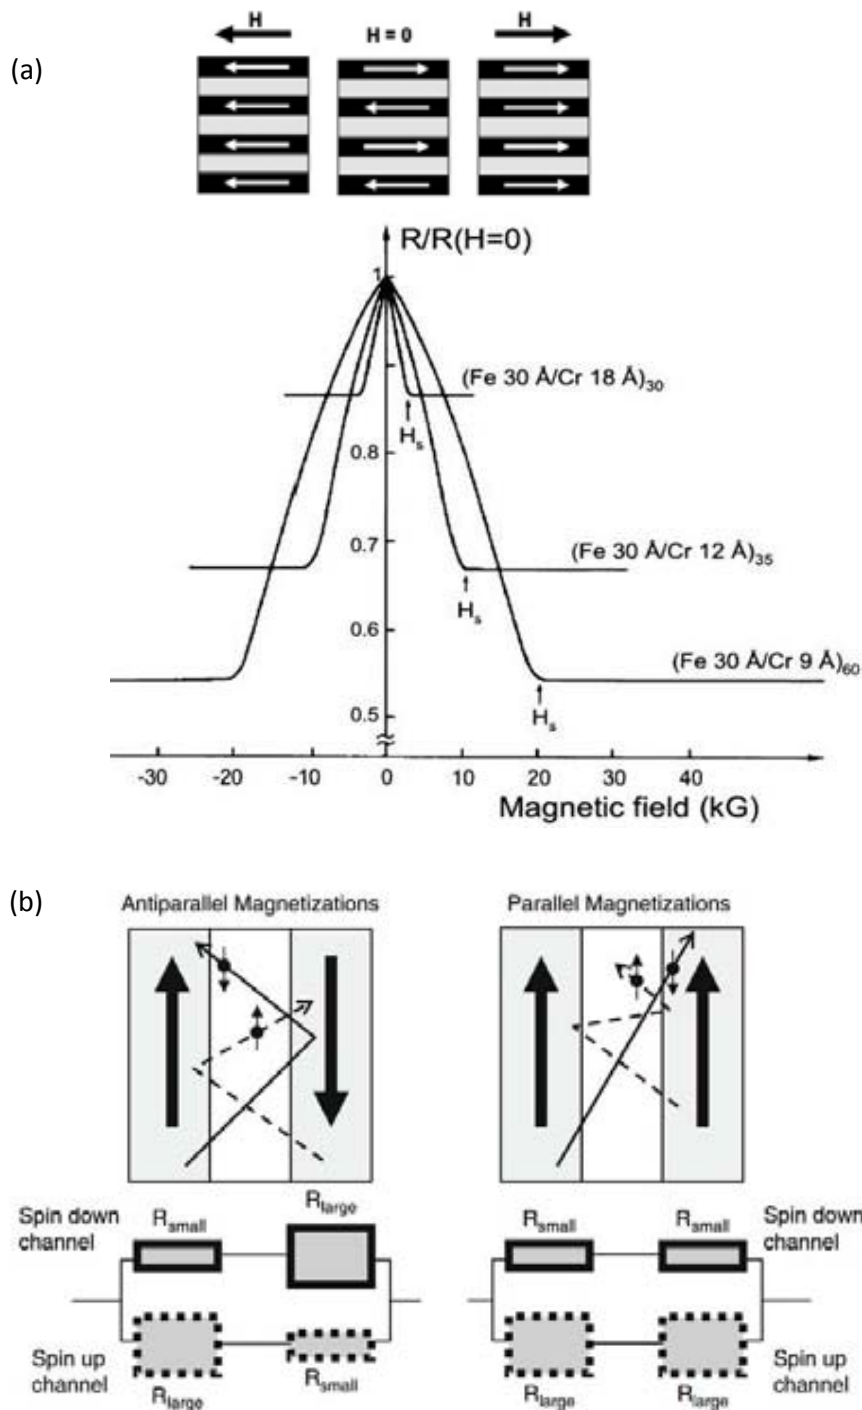 (a)
H
H = 0
H
R/R(H=0)
1
(Fe 30 Å/Cr 18 Å)30
Hs
0.8
0.7
(Fe 30 Å/Cr 12 Å)35
Hs
0.6
(Fe 30 Å/Cr 9 Å)60
Hs
0.5
-30 -20 -10 0 10 20 30 40
Magnetic field (kG)
(b)
Antiparallel Magnetizations
Parallel Magnetizations
Spin down
channel
Rsmall
Rlarge
Rsmall
Rsmall
Spin down
channel
Spin up
channel
Rlarge
Rsmall
Rlarge
Rlarge
Spin up
channel